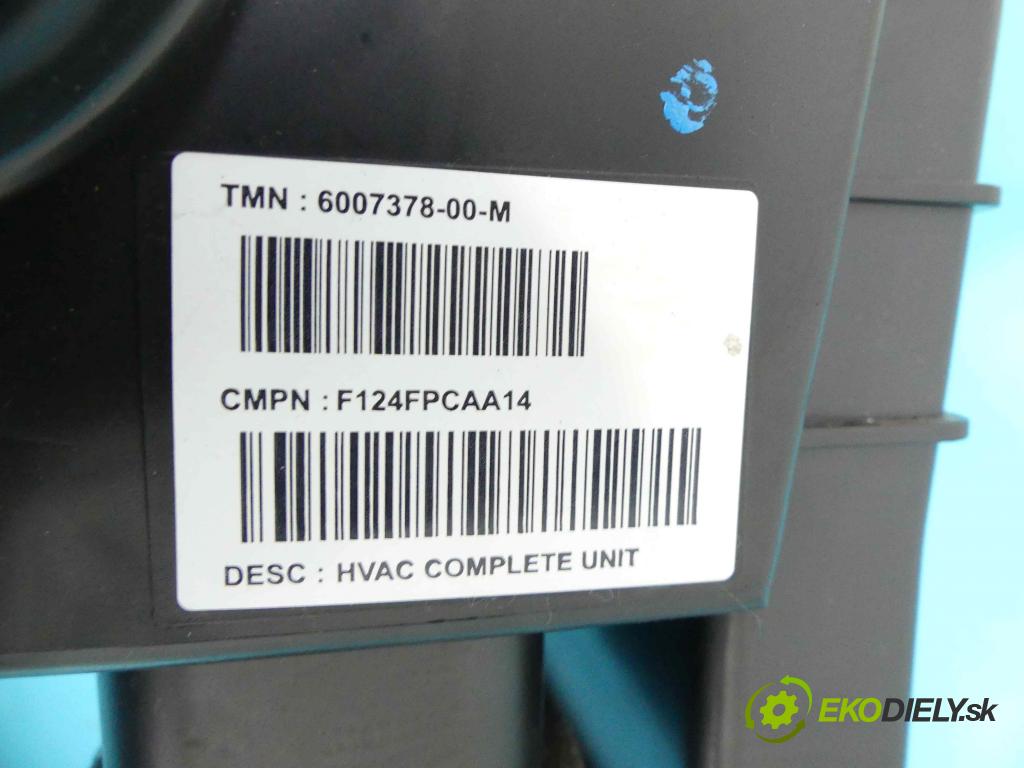 TMN : 6007378-00-M
CMPN : F124FPCAA14
DESC : HVAC COMPLETE UNIT
EKODIELY.sk